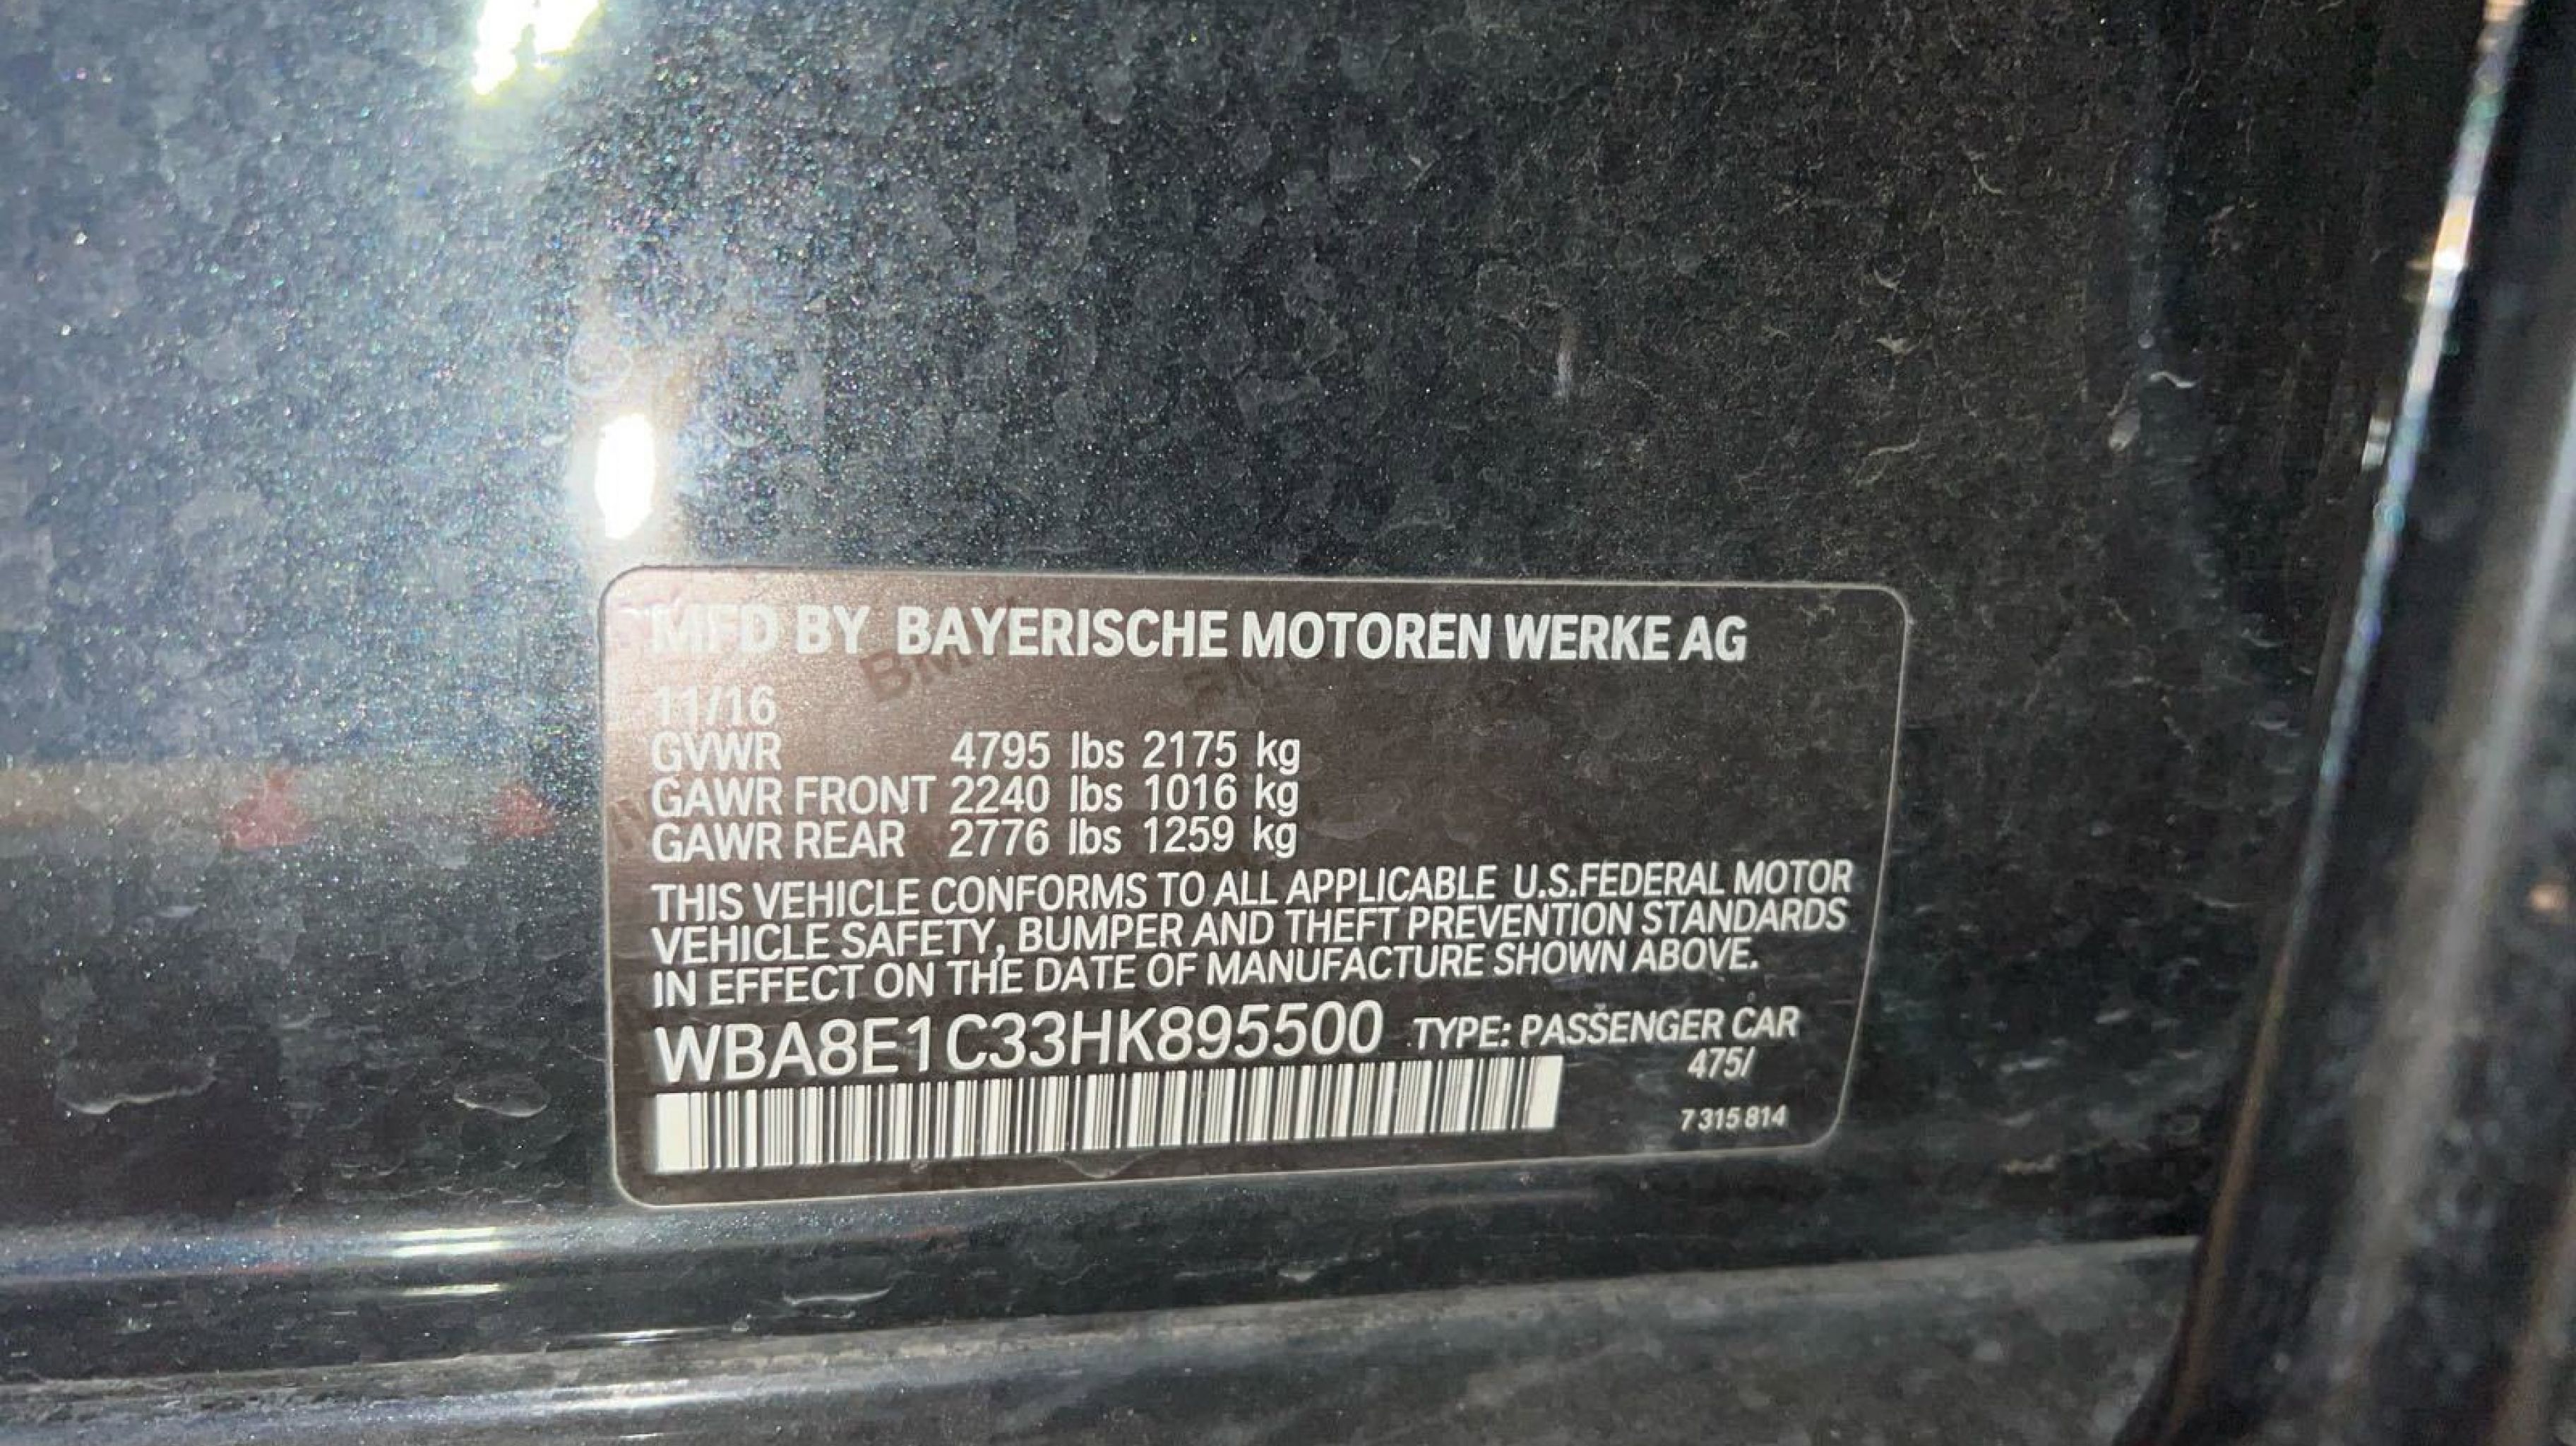 MFD BY BAYERISCHE MOTOREN WERKE AG
11/16
GVWR 4795 lbs 2175 kg
GAWR FRONT 2240 lbs 1016 kg
GAWR REAR 2776 lbs 1259 kg
THIS VEHICLE CONFORMS TO ALL APPLICABLE U.S.FEDERAL MOTOR
VEHICLE SAFETY, BUMPER AND THEFT PREVENTION STANDARDS
IN EFFECT ON THE DATE OF MANUFACTURE SHOWN ABOVE.
WBA8E1C33HK895500 TYPE: PASSENGER CAR
475/
7 315 814